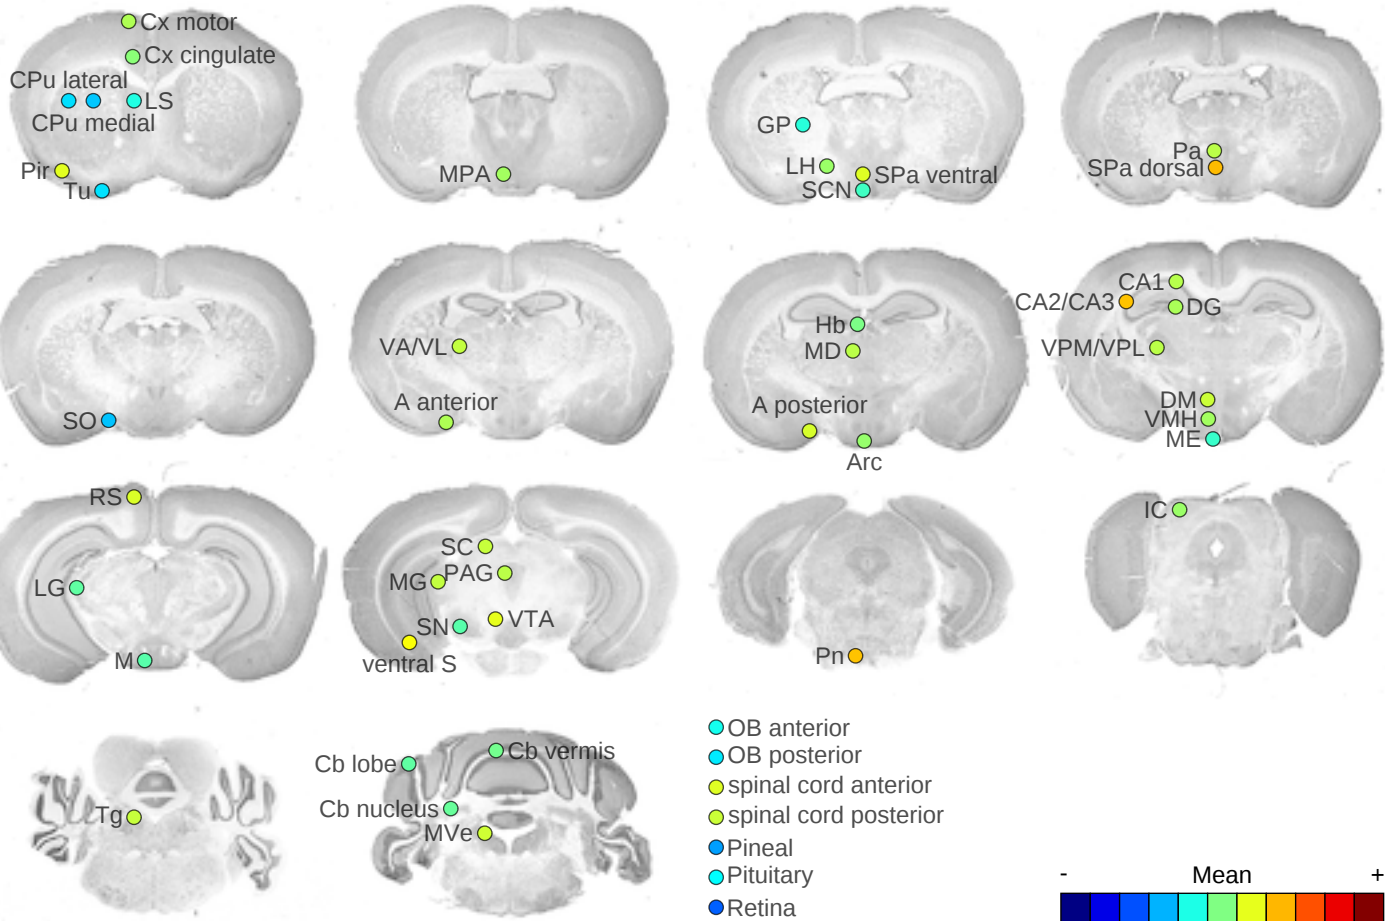 Cx motor
Cx cingulate
CPu lateral
LS
CPu medial
Pir
Tu
MPA
GP
LH
SPa ventral
SCN
Pa
SPa dorsal
SO
VA/VL
A anterior
Hb
MD
A posterior
Arc
CA1
CA2/CA3
DG
VPM/VPL
DM
VMH
ME
RS
LG
M
SC
MG
PAG
SN
VTA
ventral S
Pn
IC
Tg
Cb lobe
Cb vermis
Cb nucleus
MVe
OB anterior
OB posterior
spinal cord anterior
spinal cord posterior
Pineal
Pituitary
Retina
- Mean +